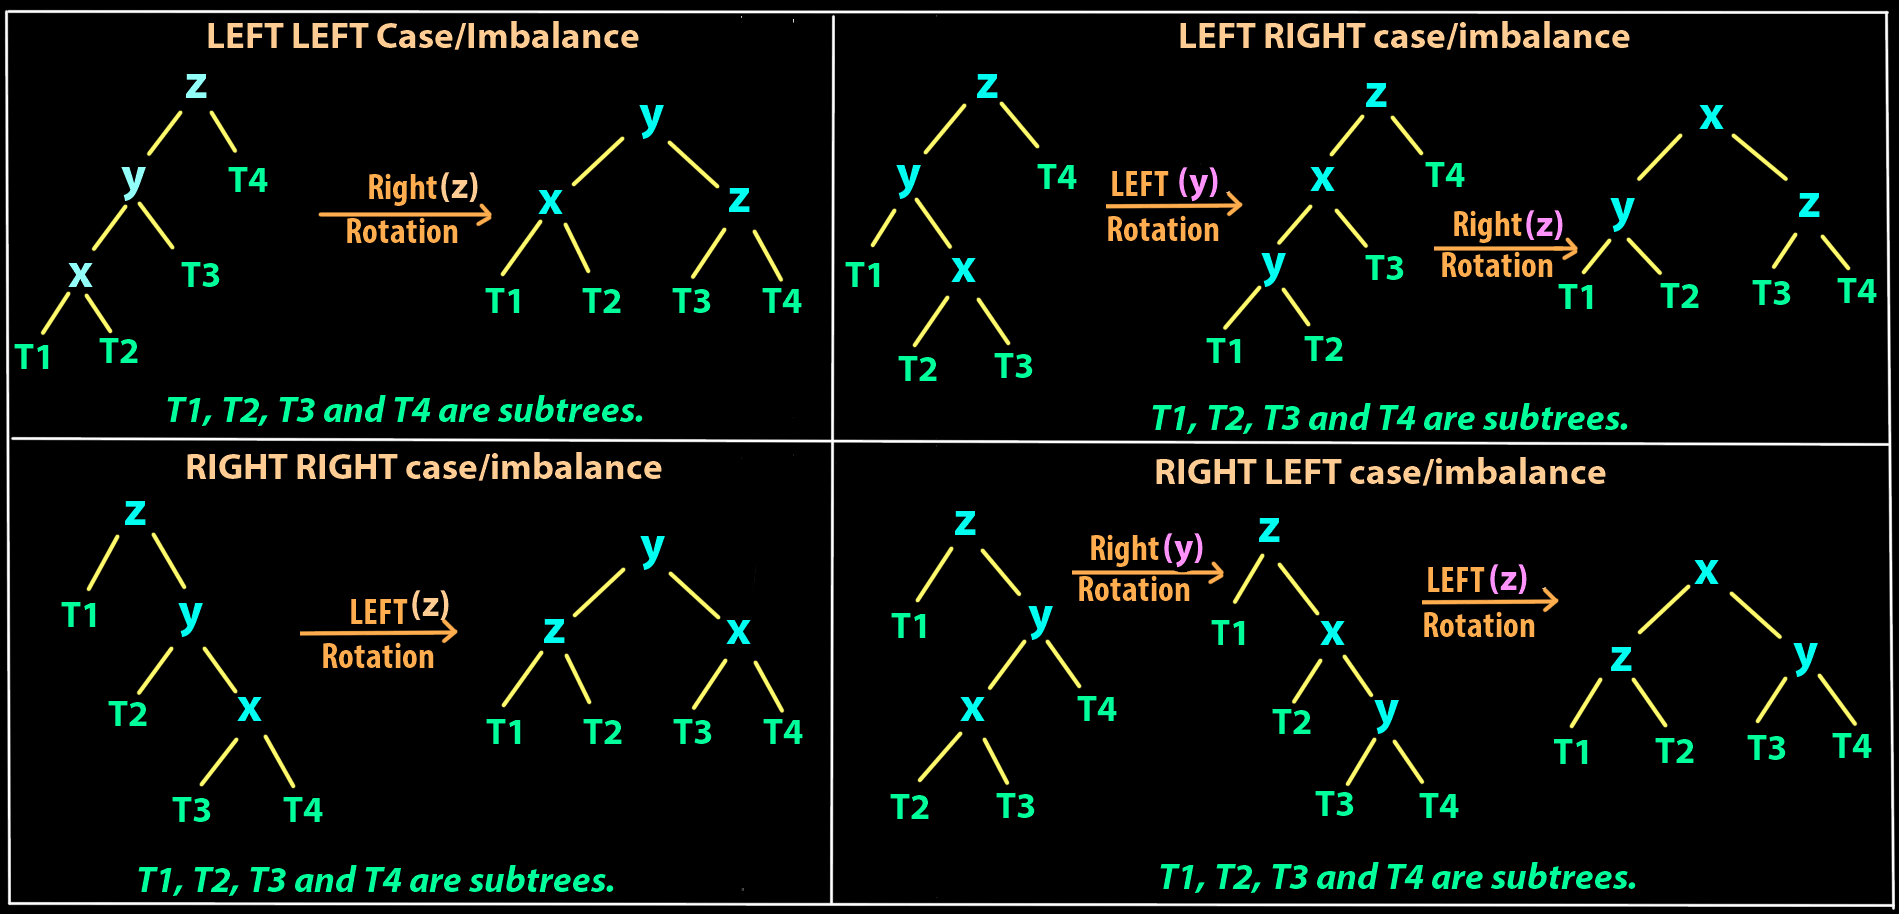 LEFT LEFT Case/Imbalance
z
y
T4
x
T3
T1
T2
Right(z)
Rotation
y
x
z
T1
T2
T3
T4
T1, T2, T3 and T4 are subtrees.
LEFT RIGHT case/imbalance
z
y
T4
T1
x
T2
T3
LEFT (y)
Rotation
z
x
T4
y
T3
T1
T2
Right(z)
Rotation
x
y
z
T1
T2
T3
T4
T1, T2, T3 and T4 are subtrees.
RIGHT RIGHT case/imbalance
z
T1
y
T2
x
T3
T4
LEFT(z)
Rotation
y
z
x
T1
T2
T3
T4
T1, T2, T3 and T4 are subtrees.
RIGHT LEFT case/imbalance
z
T1
y
x
T4
T2
T3
Right(y)
Rotation
z
T1
x
T2
y
T3
T4
LEFT(z)
Rotation
x
z
y
T1
T2
T3
T4
T1, T2, T3 and T4 are subtrees.